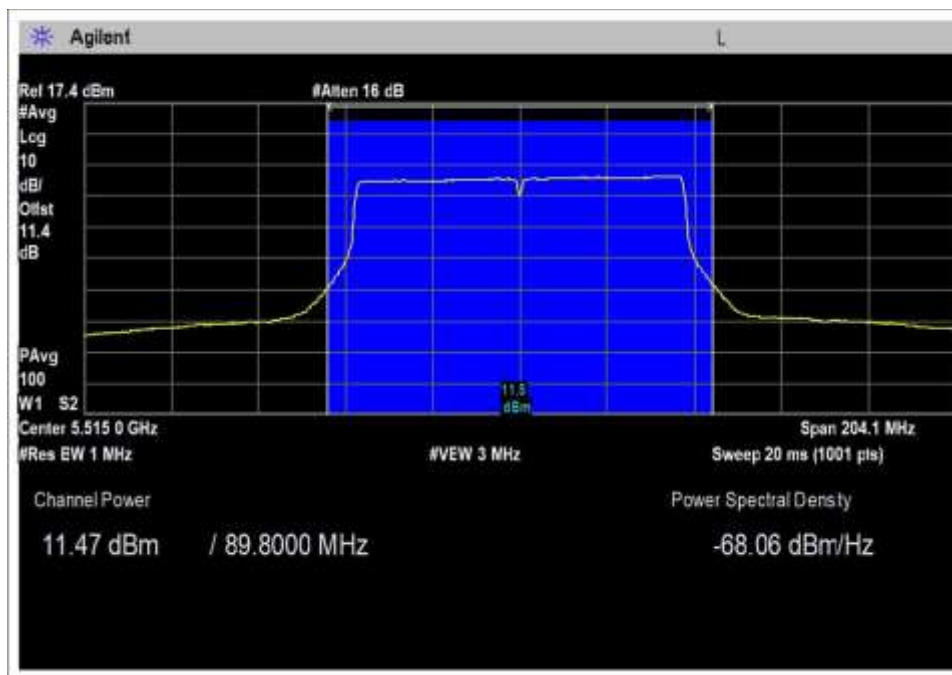 Agilent
L
Ref 17.4 dBm #Atten 16 dB
#Avg
Log
10
dB/
Offst
11.4
dB
11.5
dBm
PAvg
100
W1 S2
Center 5.515 0 GHz Span 204.1 MHz
#Res BW 1 MHz #VBW 3 MHz Sweep 20 ms (1001 pts)
Channel Power Power Spectral Density
11.47 dBm / 89.8000 MHz -68.06 dBm/Hz